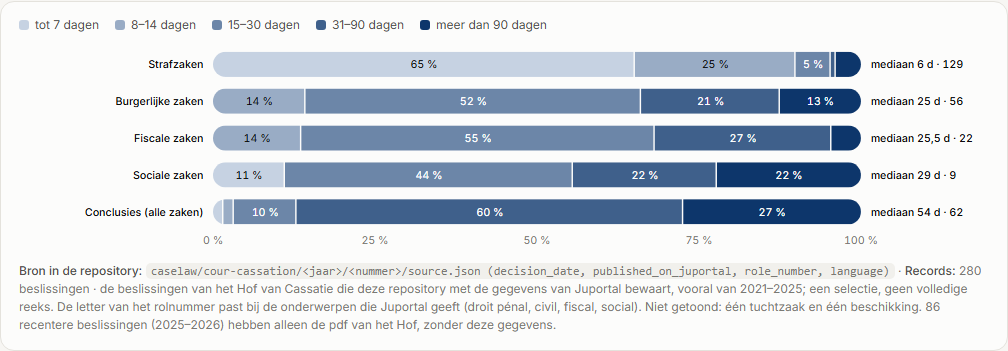 tot 7 dagen 8–14 dagen 15–30 dagen 31–90 dagen meer dan 90 dagen
Strafzaken 65 % 25 % 5 % mediaan 6 d · 129
Burgerlijke zaken 14 % 52 % 21 % 13 % mediaan 25 d · 56
Fiscale zaken 14 % 55 % 27 % mediaan 25,5 d · 22
Sociale zaken 11 % 44 % 22 % 22 % mediaan 29 d · 9
Conclusies (alle zaken) 10 % 60 % 27 % mediaan 54 d · 62
0 % 25 % 50 % 75 % 100 %
Bron in de repository: caselaw/cour-cassation/<jaar>/<nummer>/source.json (decision_date, published_on_juportal, role_number, language) · Records: 280
beslissingen · de beslissingen van het Hof van Cassatie die deze repository met de gegevens van Juportal bewaart, vooral van 2021–2025; een selectie, geen volledige
reeks. De letter van het rolnummer past bij de onderwerpen die Juportal geeft (droit pénal, civil, fiscal, social). Niet getoond: één tuchtzaak en één beschikking. 86
recentere beslissingen (2025–2026) hebben alleen de pdf van het Hof, zonder deze gegevens.